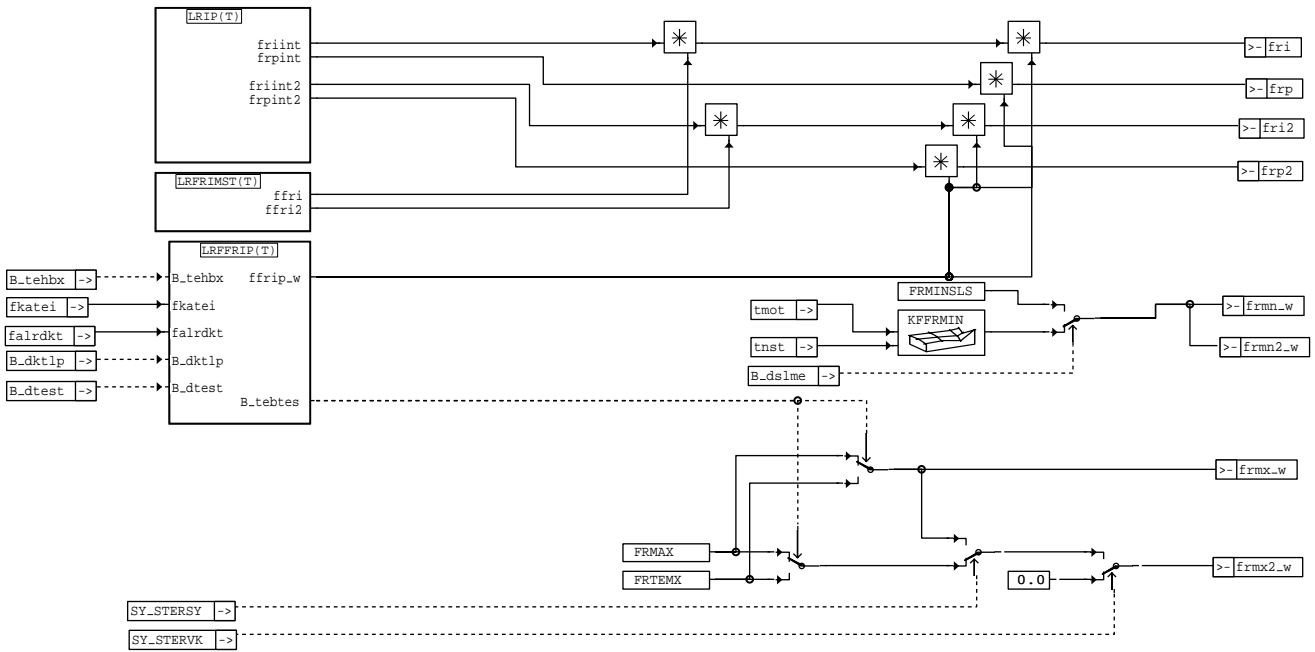 LRIP(T)
friint
frpint
friint2
frpint2
>- fri
>- frp
>- fri2
>- frp2
LRFRIMST(T)
ffri
ffri2
LRFFRIP(T)
B_tehbx ->
B_tehbx
ffrip_w
fkatei ->
fkatei
falrdkt ->
falrdkt
B_dktlp ->
B_dktlp
B_dtest ->
B_dtest
B_tebtes
FRMINSLS
tmot ->
KFFRMIN
tnst ->
B_dslme ->
>- frmn_w
>- frmn2_w
>- frmx_w
FRMAX
FRTEMX
0.0
>- frmx2_w
SY_STERSY ->
SY_STERVK ->